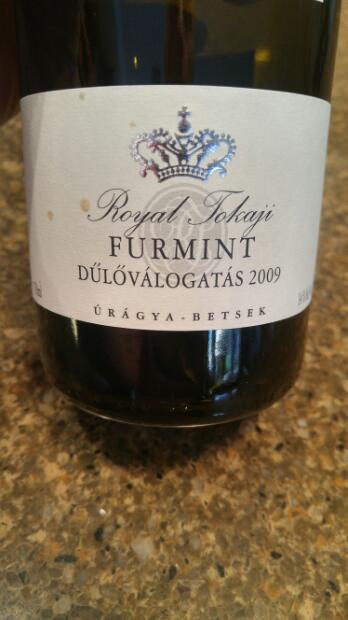 Royal Tokaji
FURMINT
DŰLŐVÁLOGATÁS 2009
ÚRÁGYA - BETSEK